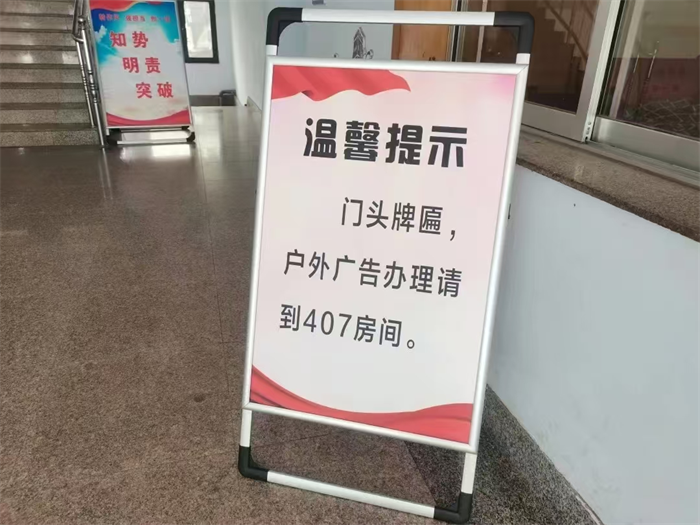 知势
明责
突破
温馨提示
门头牌匾，
户外广告办理请
到407房间。